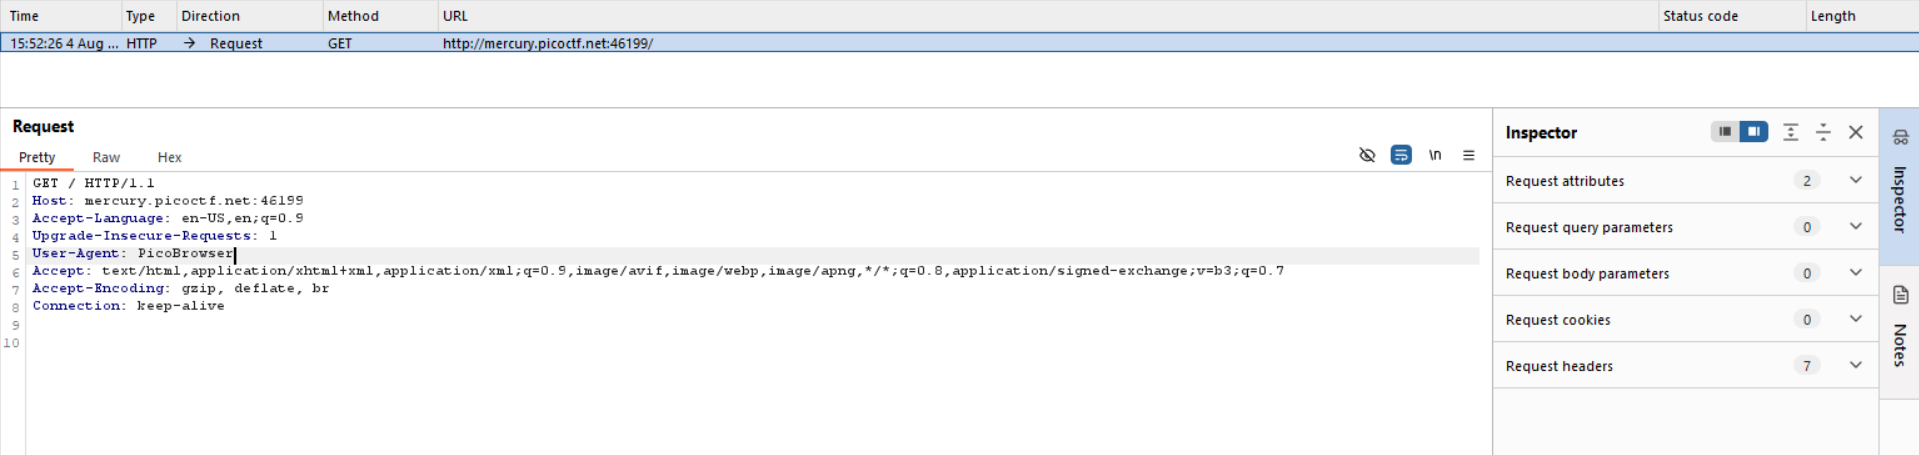 Time Type Direction Method URL Status code Length
15:52:26 4 Aug ... HTTP → Request GET http://mercury.picoctf.net:46199/
Request
Pretty Raw Hex
\n
1 GET / HTTP/1.1
2 Host: mercury.picoctf.net:46199
3 Accept-Language: en-US,en;q=0.9
4 Upgrade-Insecure-Requests: 1
5 User-Agent: PicoBrowser
6 Accept: text/html,application/xhtml+xml,application/xml;q=0.9,image/avif,image/webp,image/apng,*/*;q=0.8,application/signed-exchange;v=b3;q=0.7
7 Accept-Encoding: gzip, deflate, br
8 Connection: keep-alive
9
10
Inspector
Request attributes 2
Request query parameters 0
Request body parameters 0
Request cookies 0
Request headers 7
Inspector
Notes